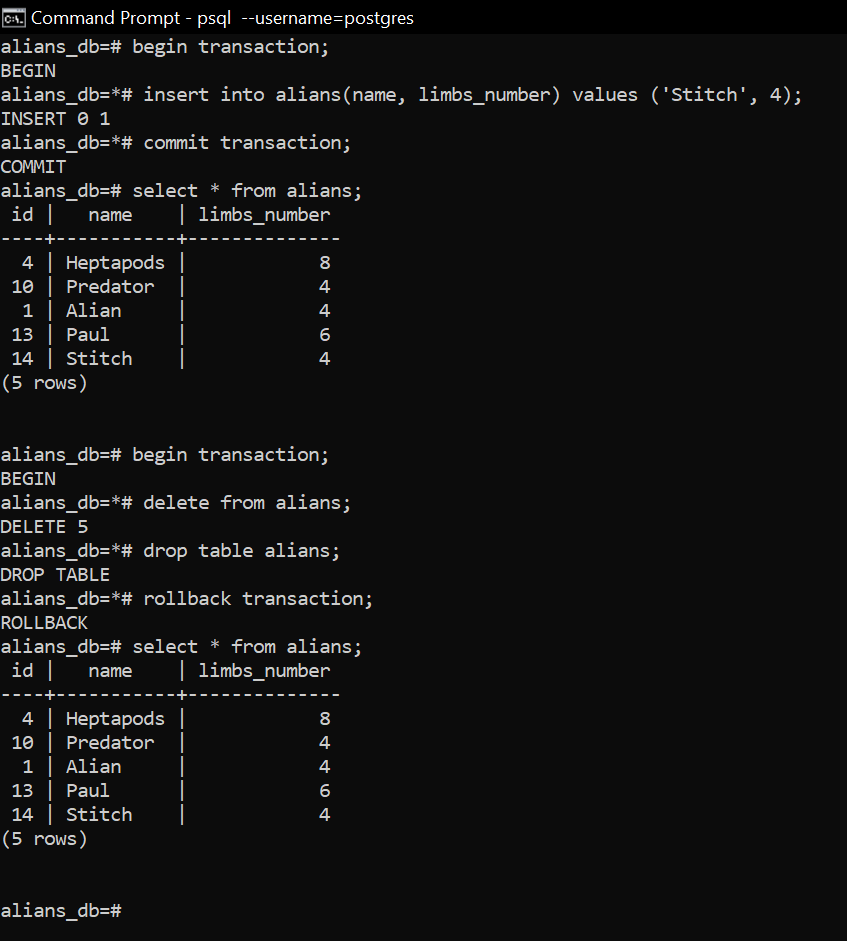 Command Prompt - psql  --username=postgres
alians_db=# begin transaction;
BEGIN
alians_db=*# insert into alians(name, limbs_number) values ('Stitch', 4);
INSERT 0 1
alians_db=*# commit transaction;
COMMIT
alians_db=# select * from alians;
 id |   name    | limbs_number
----+-----------+--------------
  4 | Heptapods |            8
 10 | Predator  |            4
  1 | Alian     |            4
 13 | Paul      |            6
 14 | Stitch    |            4
(5 rows)


alians_db=# begin transaction;
BEGIN
alians_db=*# delete from alians;
DELETE 5
alians_db=*# drop table alians;
DROP TABLE
alians_db=*# rollback transaction;
ROLLBACK
alians_db=# select * from alians;
 id |   name    | limbs_number
----+-----------+--------------
  4 | Heptapods |            8
 10 | Predator  |            4
  1 | Alian     |            4
 13 | Paul      |            6
 14 | Stitch    |            4
(5 rows)


alians_db=#